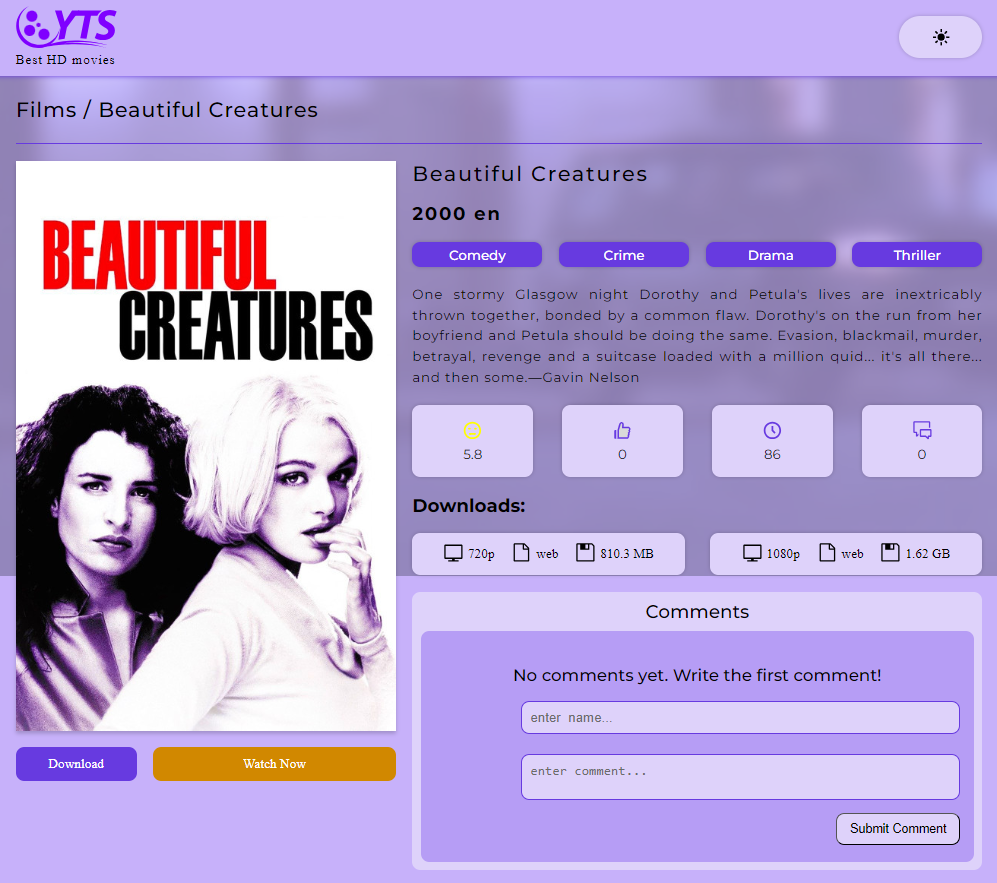 YTS
Best HD movies
Films / Beautiful Creatures
BEAUTIFUL
CREATURES
Download
Watch Now
Beautiful Creatures
2000 en
Comedy
Crime
Drama
Thriller
One stormy Glasgow night Dorothy and Petula's lives are inextricably
thrown together, bonded by a common flaw. Dorothy's on the run from her
boyfriend and Petula should be doing the same. Evasion, blackmail, murder,
betrayal, revenge and a suitcase loaded with a million quid... it's all there...
and then some.—Gavin Nelson
5.8
0
86
0
Downloads:
720p web 810.3 MB
1080p web 1.62 GB
Comments
No comments yet. Write the first comment!
enter name...
enter comment...
Submit Comment